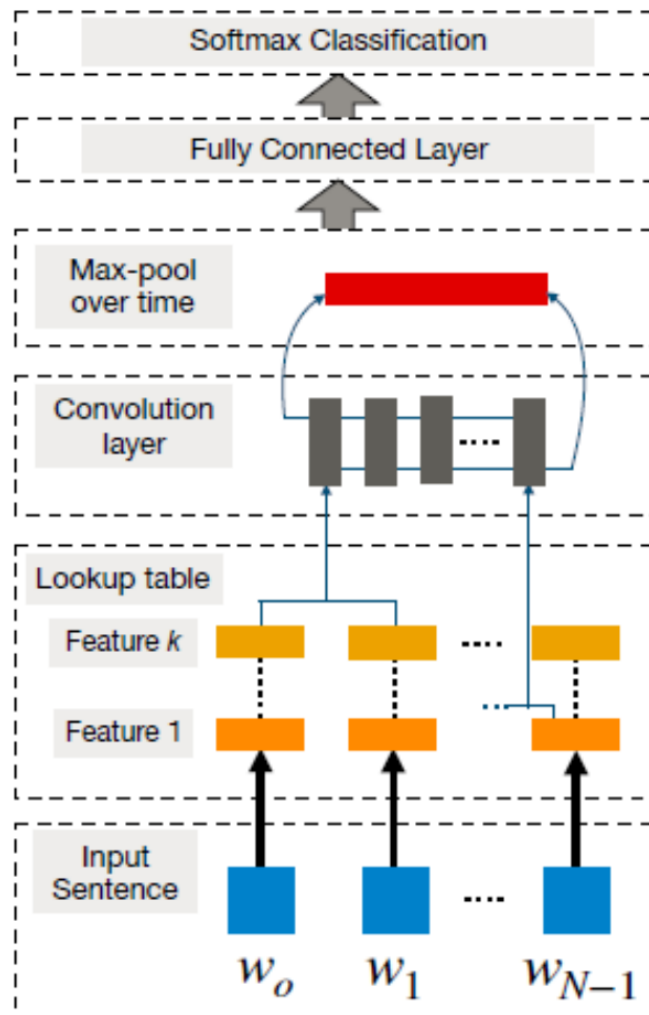 Softmax Classification
Fully Connected Layer
Max-pool
over time
Convolution
layer
....
Lookup table
Feature k
....
Feature 1
...
Input
Sentence
....
w_o w_1 w_{N-1}